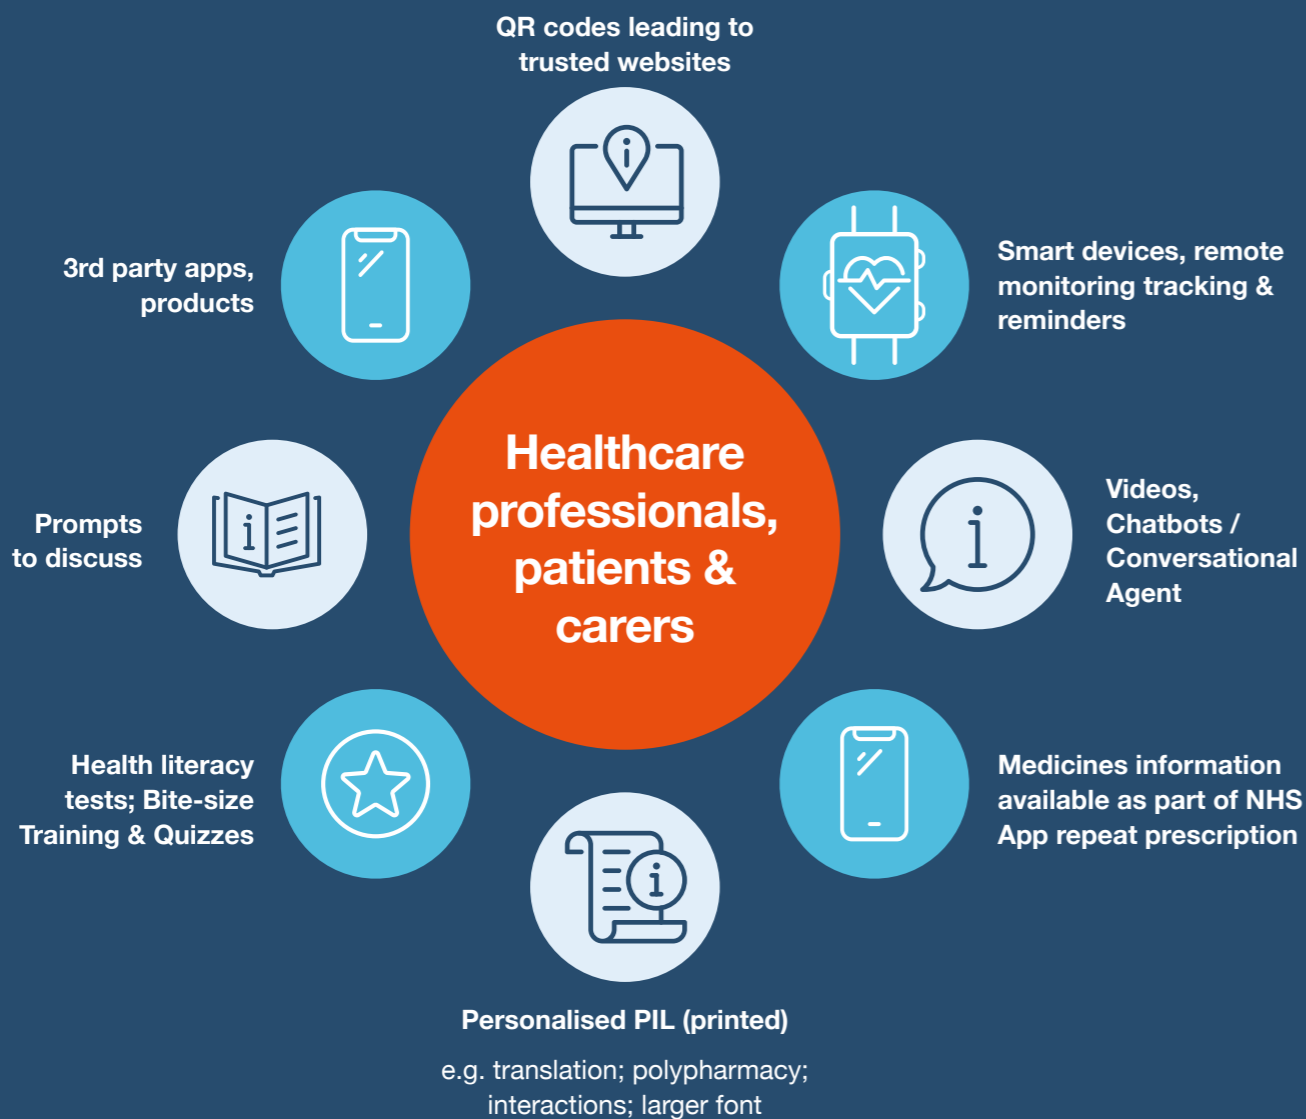 QR codes leading to
trusted websites
3rd party apps,
products
Smart devices, remote
monitoring tracking &
reminders
Healthcare
professionals,
patients &
carers
Prompts
to discuss
Videos,
Chatbots /
Conversational
Agent
Health literacy
tests; Bite-size
Training & Quizzes
Medicines information
available as part of NHS
App repeat prescription
Personalised PIL (printed)
e.g. translation; polypharmacy;
interactions; larger font